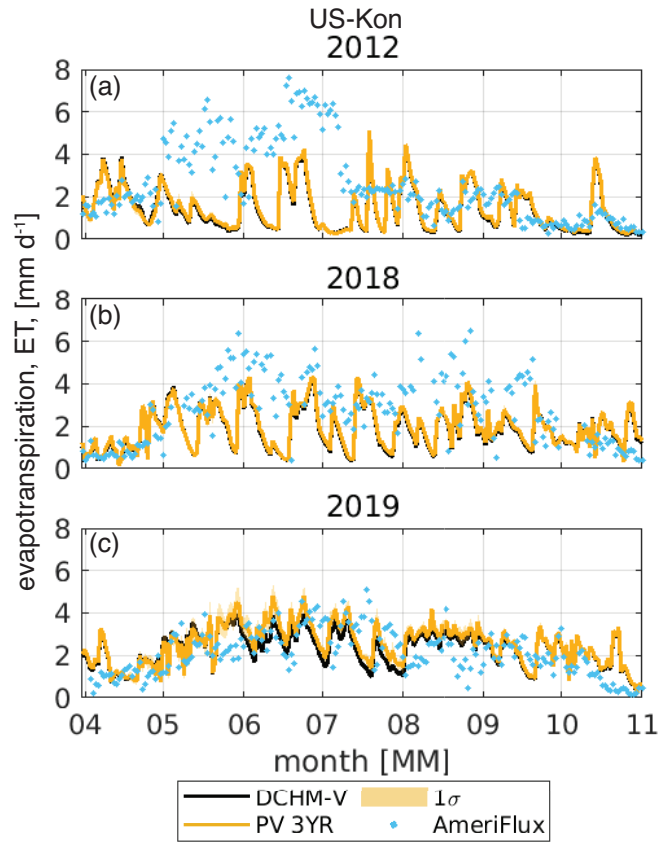 US-Kon
2012
(a)
8
6
4
2
0
2018
(b)
8
6
4
2
0
2019
(c)
8
6
4
2
0
evapotranspiration, ET, [mm d⁻¹]
04 05 06 07 08 09 10 11
month [MM]
DCHM-V 1σ
PV 3YR AmeriFlux